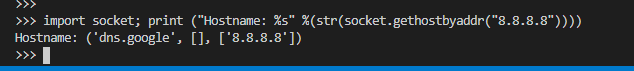 >>>
>>> import socket; print ("Hostname: %s" %(str(socket.gethostbyaddr("8.8.8.8"))))
Hostname: ('dns.google', [], ['8.8.8.8'])
>>>